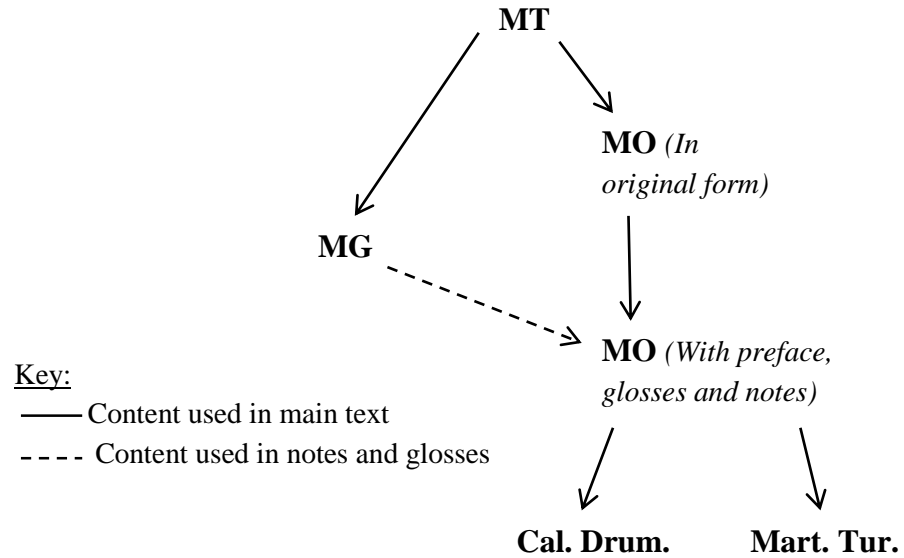 MT
MO (In
original form)
MG
MO (With preface,
glosses and notes)
Key:
Content used in main text
Content used in notes and glosses
Cal. Drum.
Mart. Tur.